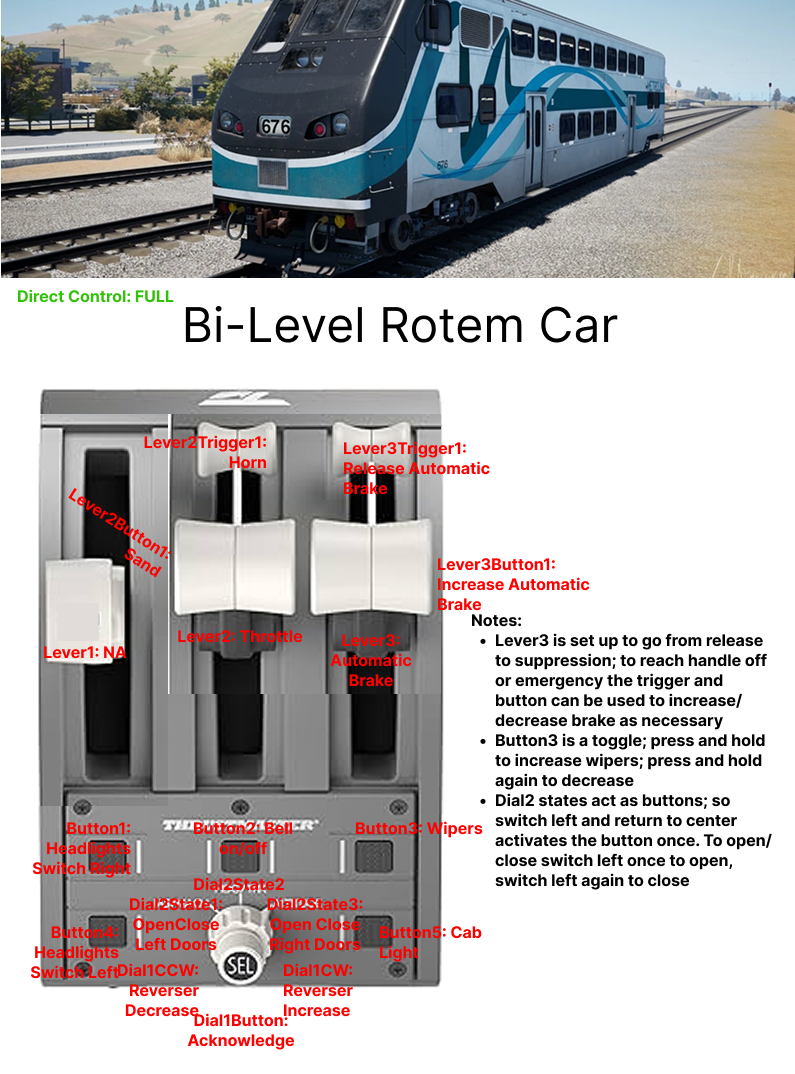 676
676
Direct Control: FULL
Bi-Level Rotem Car
Lever2Trigger1:
Horn
Lever3Trigger1:
Release Automatic
Brake
Lever2Button1:
Sand
Lever3Button1:
Increase Automatic
Brake
Lever1: NA
Lever2: Throttle
Lever3:
Automatic
Brake
Notes:
• Lever3 is set up to go from release
to suppression; to reach handle off
or emergency the trigger and
button can be used to increase/
decrease brake as necessary
• Button3 is a toggle; press and hold
to increase wipers; press and hold
again to decrease
• Dial2 states act as buttons; so
switch left and return to center
activates the button once. To open/
close switch left once to open,
switch left again to close
THRUSTMASTER
Button1:
Headlights
Switch Right
Button2: Bell
on/off
Button3: Wipers
Dial2State2
Dial2State1:
OpenClose
Left Doors
Dial2State3:
Open Close
Right Doors
Button4:
Headlights
Switch Left
Button5: Cab
Light
SEL
Dial1CCW:
Reverser
Decrease
Dial1CW:
Reverser
Increase
Dial1Button:
Acknowledge